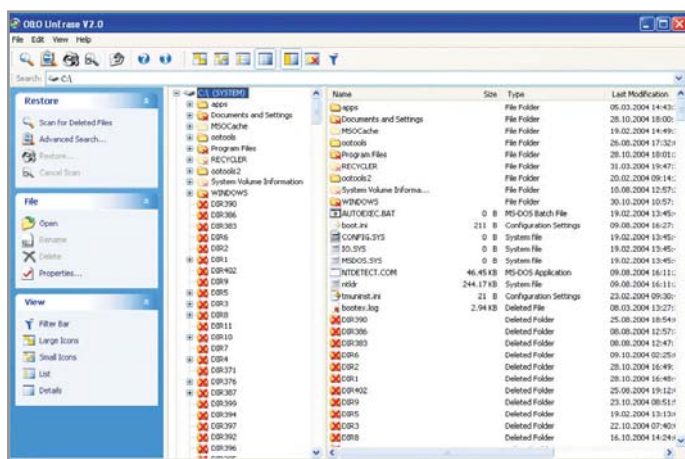 O&O UnErase V2.0
File Edit View Help
Search: C:\
Restore
Scan for Deleted Files
Advanced Search...
Restore...
Cancel Scan
File
Open
Rename
Delete
Properties...
View
Filter Bar
Large Icons
Small Icons
List
Details
C:\ (SYSTEM)
apps
Documents and Settings
MSOCache
ootools
Program Files
RECYCLER
ootools2
System Volume Information
WINDOWS
DIR390
DIR386
DIR383
DIR6
DIR2
DIR1
DIR402
DIR9
DIR5
DIR3
DIR8
DIR11
DIR10
DIR7
DIR4
DIR371
DIR376
DIR387
DIR399
DIR394
DIR397
DIR392
DIR396
Name Size Type Last Modification
apps File Folder 05.03.2004 14:43:
Documents and Settings File Folder 28.10.2004 18:00:
MSOCache File Folder 19.02.2004 14:49:
ootools File Folder 26.08.2004 17:32:
Program Files File Folder 28.10.2004 18:01:
RECYCLER File Folder 31.03.2004 19:47:
ootools2 File Folder 20.02.2004 09:14:
System Volume Informa... File Folder 10.08.2004 12:57:
WINDOWS File Folder 30.10.2004 10:57:
AUTOEXEC.BAT 0 B MS-DOS Batch File 19.02.2004 13:45:
boot.ini 211 B Configuration Settings 09.08.2004 16:27:
CONFIG.SYS 0 B System file 19.02.2004 13:45:
IO.SYS 0 B System file 19.02.2004 13:45:
MSDOS.SYS 0 B System file 19.02.2004 13:45:
NTDETECT.COM 46.45 KB MS-DOS Application 09.08.2004 16:11:
ntldr 244.17 KB System file 09.08.2004 16:11:
tmuninst.ini 21 B Configuration Settings 23.02.2004 09:30:
bootex.log 2.94 KB Deleted File 08.03.2004 13:27:
DIR390 Deleted Folder 25.08.2004 18:54:
DIR386 Deleted Folder 08.08.2004 12:57:
DIR383 Deleted Folder 08.08.2004 12:47:
DIR6 Deleted Folder 09.10.2004 02:25:
DIR2 Deleted Folder 28.10.2004 16:49:
DIR1 Deleted Folder 28.10.2004 16:48:
DIR402 Deleted Folder 25.08.2004 19:12:
DIR9 Deleted Folder 23.10.2004 08:51:
DIR5 Deleted Folder 19.02.2004 13:13:
DIR3 Deleted Folder 22.10.2004 07:40:
DIR8 Deleted Folder 16.10.2004 14:24: